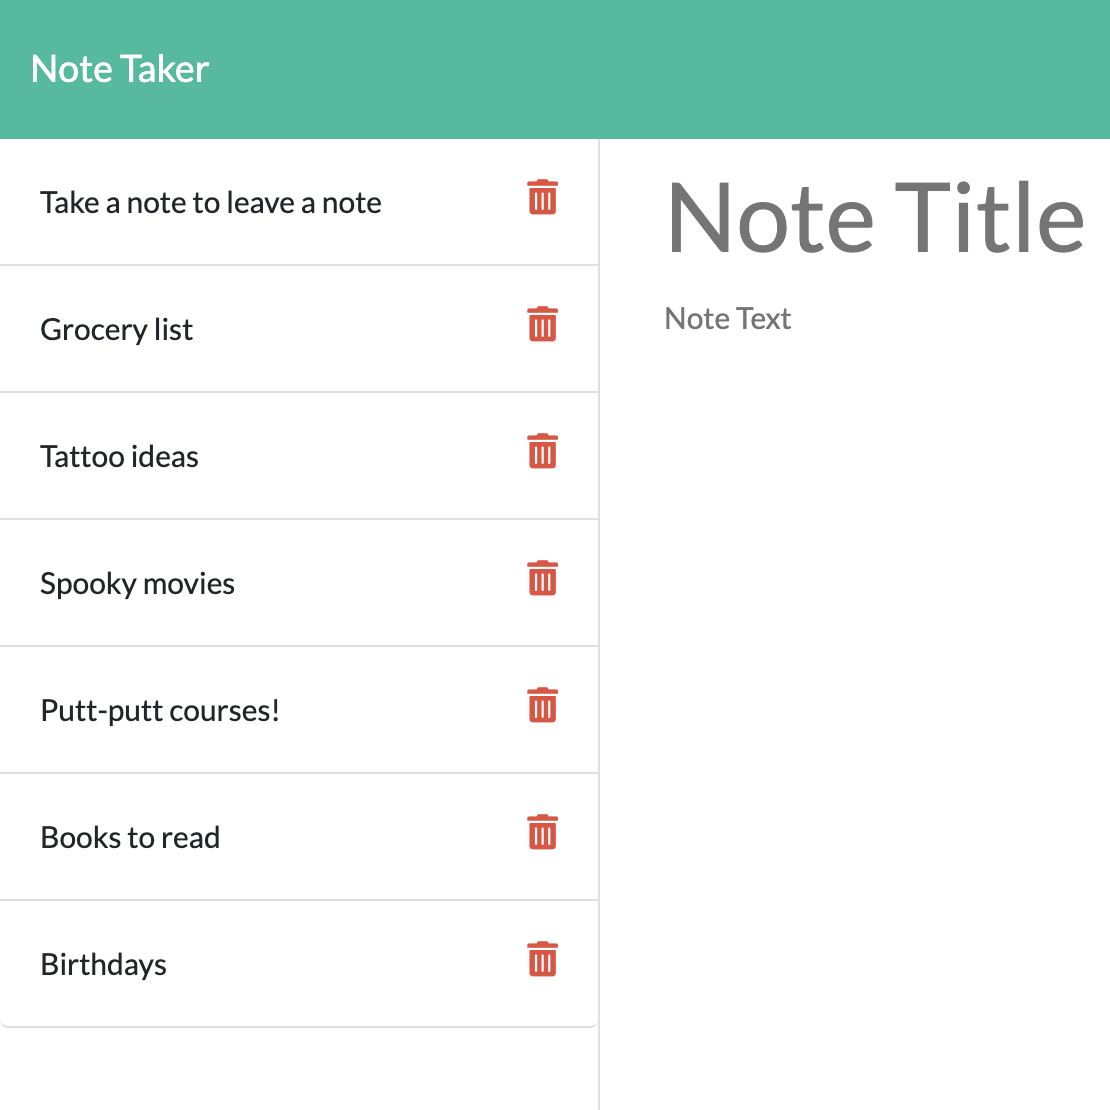 Note Taker
Take a note to leave a note
Grocery list
Tattoo ideas
Spooky movies
Putt-putt courses!
Books to read
Birthdays
Note Title
Note Text